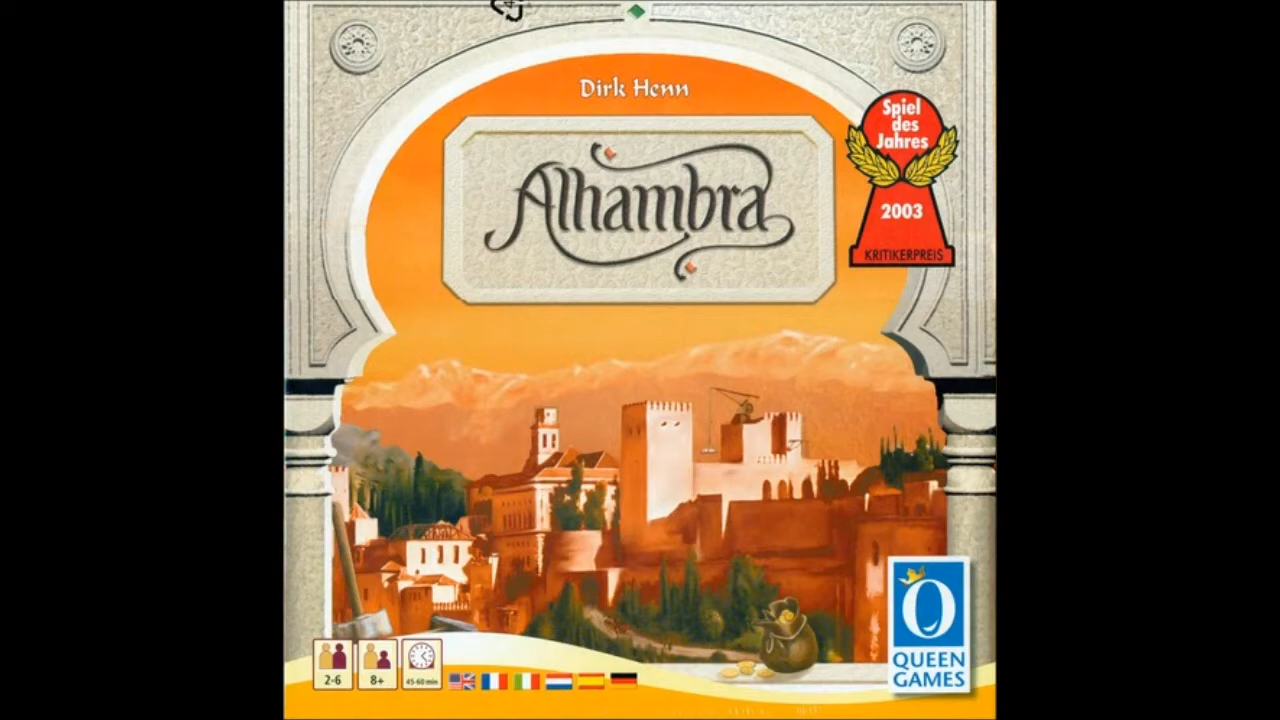 Dirk Henn
Alhambra
Spiel
des
Jahres
2003
KRITIKERPREIS
2-6
8+
45-60 min
QUEEN
GAMES